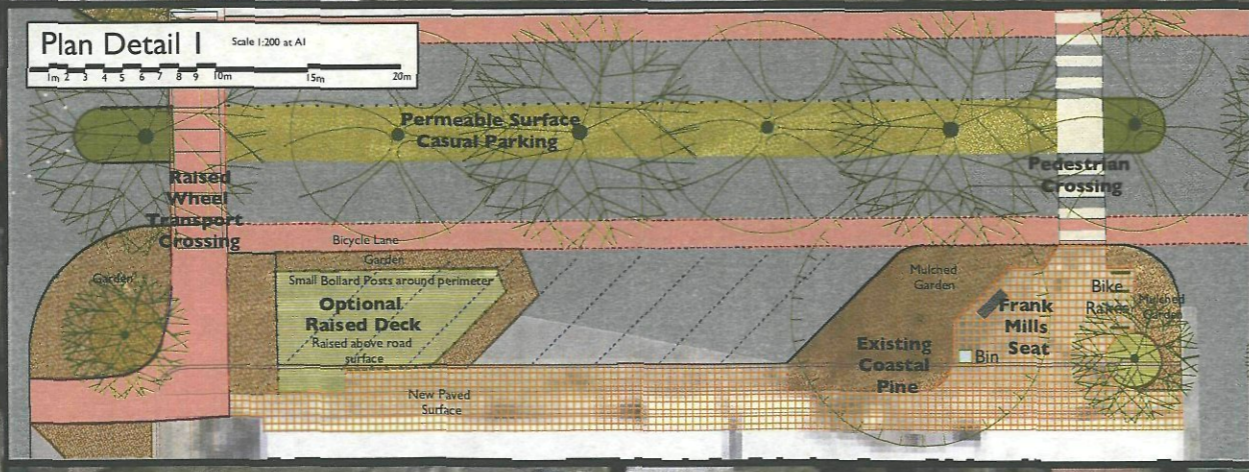 Plan Detail 1
Scale 1:200 at A1
1m 2 3 4 5 6 7 8 9 10m 15m 20m
Permeable Surface
Casual Parking
Raised
Wheel
Transport
Crossing
Pedestrian
Crossing
Bicycle Lane
Garden
Garden
Small Bollard Posts around perimeter
Optional
Raised Deck
Raised above road
surface
New Paved
Surface
Mulched
Garden
Existing
Coastal
Pine
Frank
Mills
Seat
Bin
Bike
Rakes
Mulched
Garden